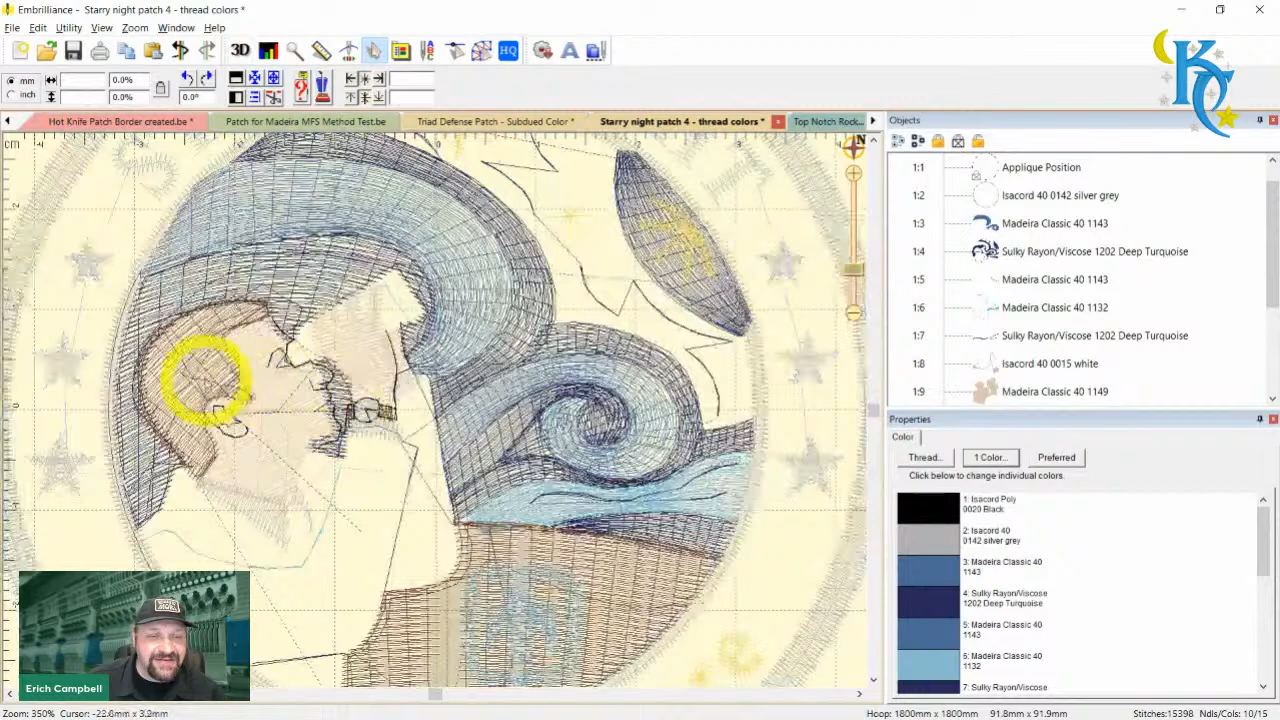 Embrilliance - Starry night patch 4 - thread colors *
File Edit Utility View Zoom Window Help
3D HQ
mm 0.0%
inch 0.0% 0.0°
Hot Knife Patch Border created.be * Patch for Madeira MFS Method Test.be Triad Defense Patch - Subdued Color * Starry night patch 4 - thread colors * Top Notch Rock...
cm
N
KC
Objects
1:1 Applique Position
1:2 Isacord 40 0142 silver grey
1:3 Madeira Classic 40 1143
1:4 Sulky Rayon/Viscose 1202 Deep Turquoise
1:5 Madeira Classic 40 1143
1:6 Madeira Classic 40 1132
1:7 Sulky Rayon/Viscose 1202 Deep Turquoise
1:8 Isacord 40 0015 white
1:9 Madeira Classic 40 1149
Properties
Color
Thread... 1 Color... Preferred
Click below to change individual colors.
1: Isacord Poly
0020 Black
2: Isacord 40
0142 silver grey
3: Madeira Classic 40
1143
4: Sulky Rayon/Viscose
1202 Deep Turquoise
5: Madeira Classic 40
1143
6: Madeira Classic 40
1132
7: Sulky Rayon/Viscose
Erich Campbell
Zoom: 350% Cursor: -23.6mm x 3.9mm Hoop: 1800mm x 1800mm 91.8mm x 91.9mm Stitches:15398 Ndls/Cols: 10/15